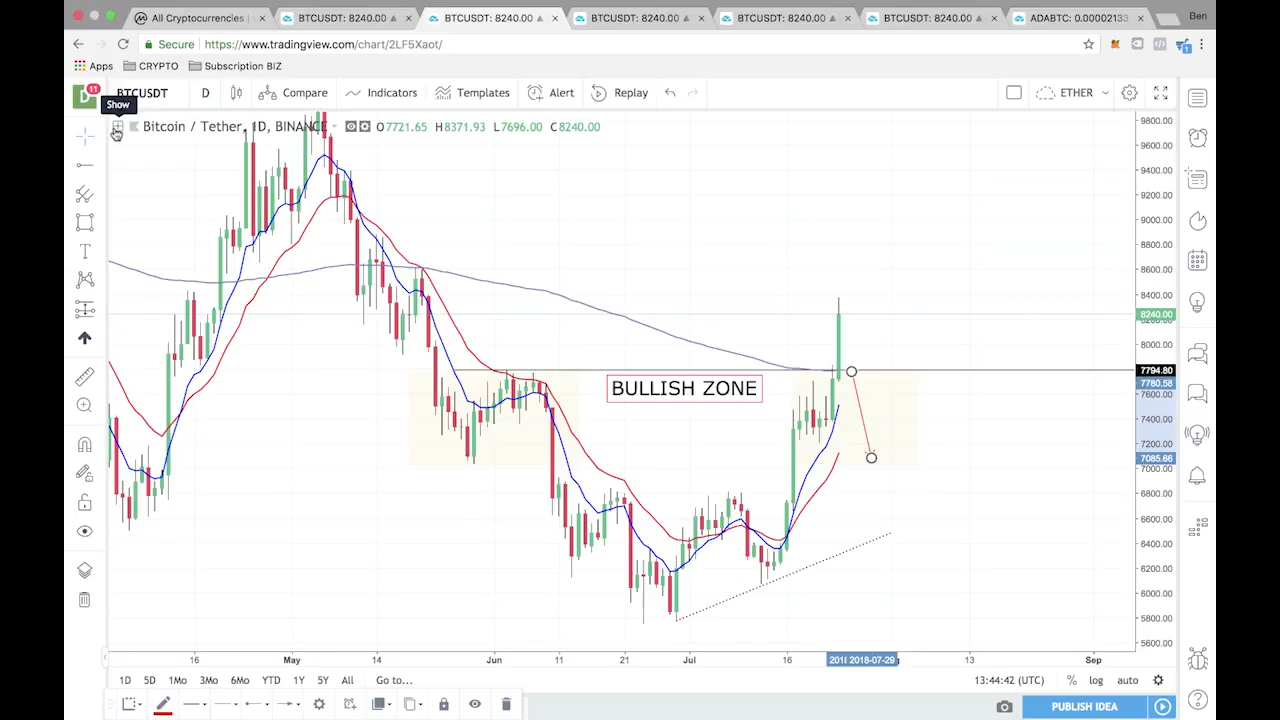 All Cryptocurrencies |
BTCUSDT: 8240.00
BTCUSDT: 8240.00
BTCUSDT: 8240.00
BTCUSDT: 8240.00
BTCUSDT: 8240.00
ADABTC: 0.00002133
Ben
Secure
https://www.tradingview.com/chart/2LF5Xaot/
Apps
CRYPTO
Subscription BIZ
D
11
BTCUSDT
D
Compare
Indicators
Templates
Alert
Replay
ETHER
Show
Bitcoin / Tether, 1D, BINANCE
O7721.65 H8371.93 L7696.00 C8240.00
9800.00
9600.00
9400.00
9200.00
9000.00
8800.00
8600.00
8400.00
8240.00
8200.00
8000.00
7794.80
7780.58
7600.00
7400.00
7200.00
7085.66
7000.00
6800.00
6600.00
6400.00
6200.00
6000.00
5800.00
5600.00
BULLISH ZONE
16
May
14
Jun
11
21
Jul
16
2018-07-29
13
Sep
1D 5D 1Mo 3Mo 6Mo YTD 1Y 5Y All Go to...
13:44:42 (UTC)
% log auto
PUBLISH IDEA